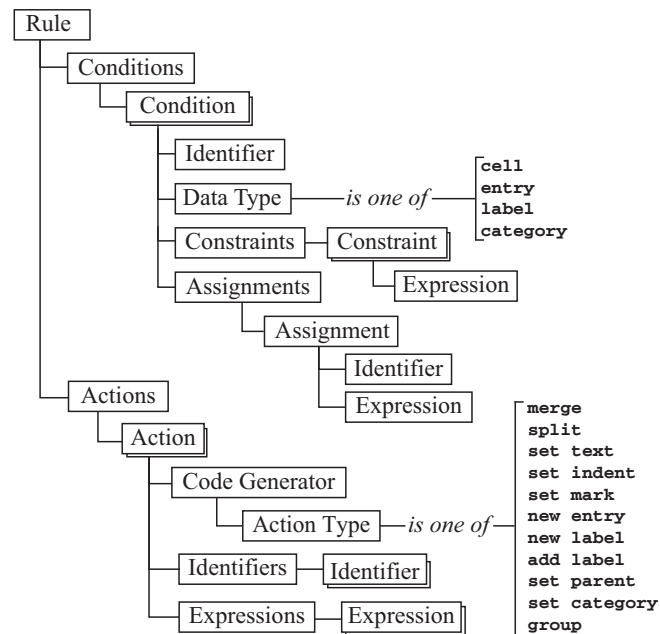 Rule
Conditions
Condition
Identifier
Data Type is one of
cell
entry
label
category
Constraints Constraint
Expression
Assignments
Assignment
Identifier
Expression
Actions
Action
Code Generator
Action Type is one of
merge
split
set text
set indent
set mark
new entry
new label
add label
set parent
set category
group
Identifiers Identifier
Expressions Expression